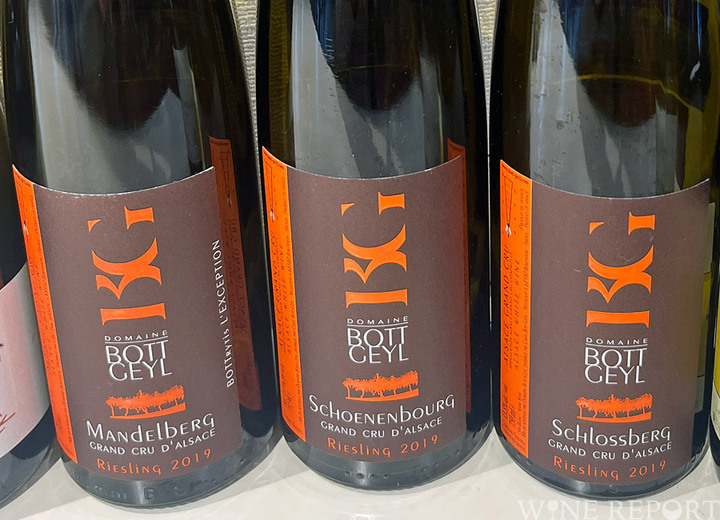 BG
DOMAINE
BOTT
GEYL
Mandelberg
GRAND CRU D'ALSACE
Riesling 2019
BOTTrytis L'EXCEPTION
BG
DOMAINE
BOTT
GEYL
Schoenenbourg
GRAND CRU D'ALSACE
Riesling 2019
BG
DOMAINE
BOTT
GEYL
Schlossberg
GRAND CRU D'ALSACE
Riesling 2019
WINE REPORT